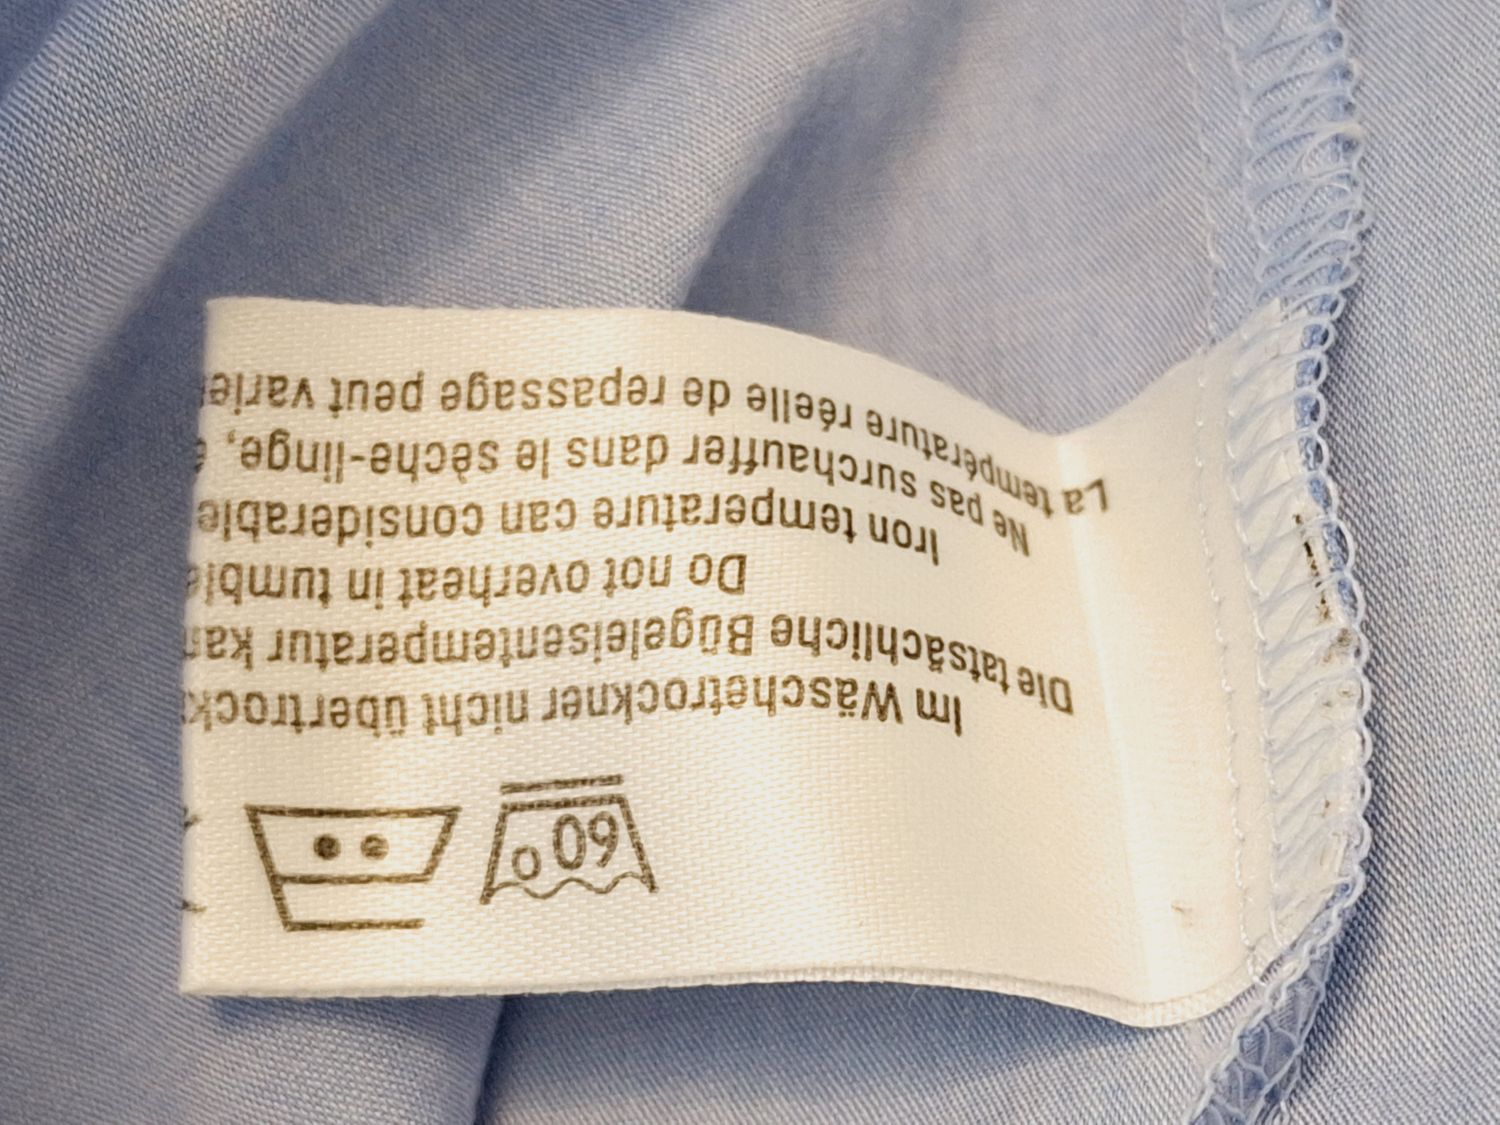 60°
Im Wäschetrockner nicht übertrock
Die tatsächliche Bügeleisentemperatur kan
Do not overheat in tumble
Iron temperature can considerable
Ne pas surchauffer dans le sèche-linge,
La température réelle de repassage peut varie